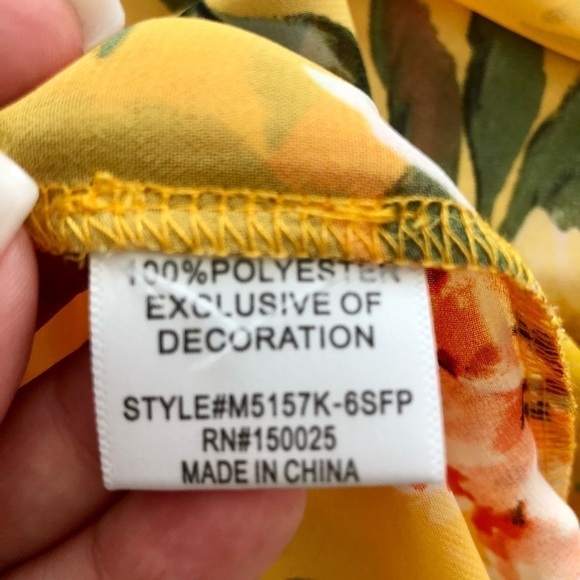 100%POLYESTER
EXCLUSIVE OF
DECORATION
STYLE#M5157K-6SFP
RN#150025
MADE IN CHINA